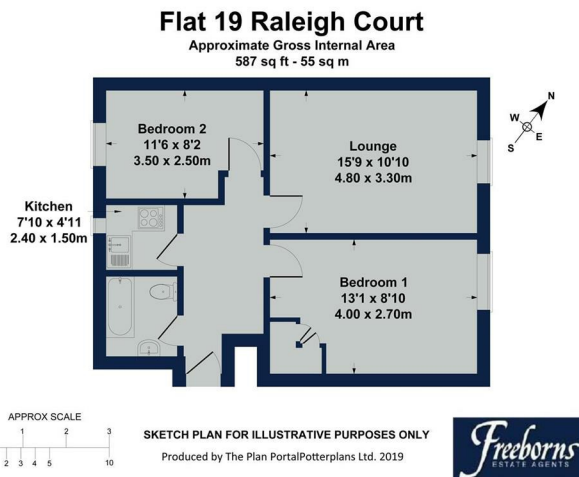 Flat 19 Raleigh Court
Approximate Gross Internal Area
587 sq ft - 55 sq m
Bedroom 2
11'6 x 8'2
3.50 x 2.50m
Lounge
15'9 x 10'10
4.80 x 3.30m
N
W
E
S
Kitchen
7'10 x 4'11
2.40 x 1.50m
Bedroom 1
13'1 x 8'10
4.00 x 2.70m
APPROX SCALE
1 2 3
2 3 4 5 10
SKETCH PLAN FOR ILLUSTRATIVE PURPOSES ONLY
Produced by The Plan PortalPotterplans Ltd. 2019
Freeborns
ESTATE AGENTS